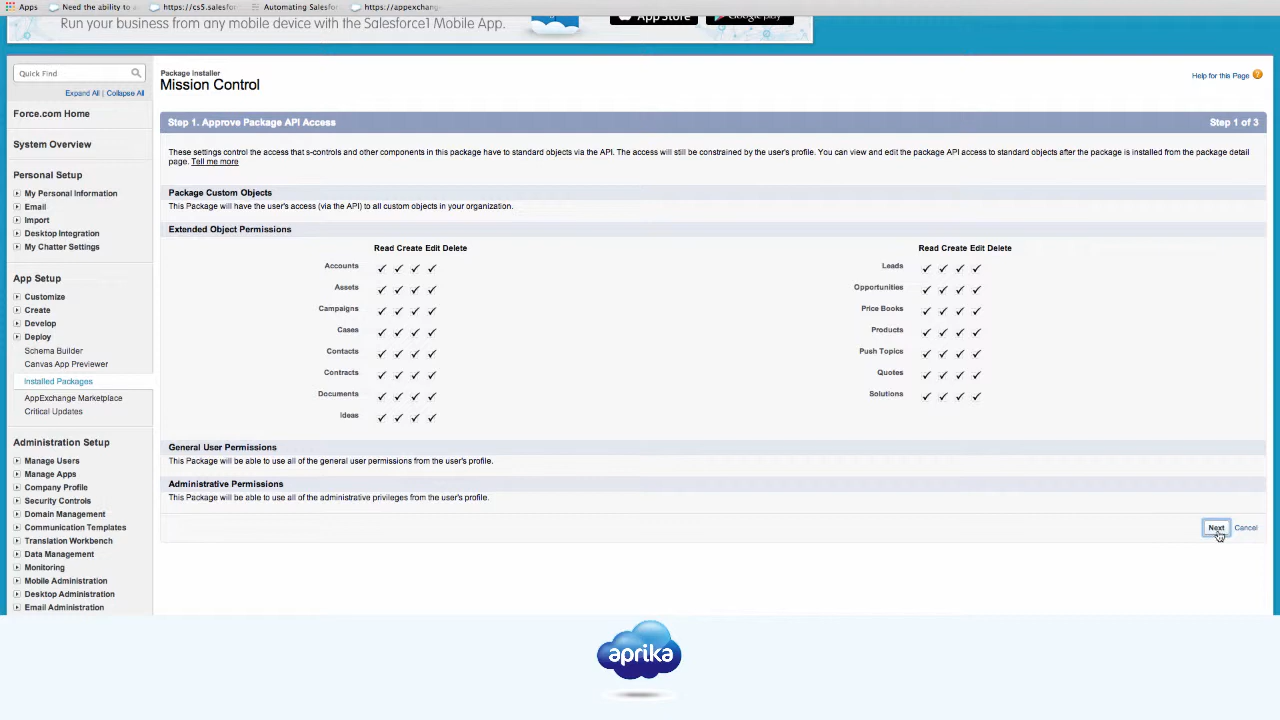 Apps Need the ability to a https://cs5.salesfor Automating Salesfo https://appexchange
Run your business from any mobile device with the Salesforce1 Mobile App. App Store Google play
Quick Find
Expand All | Collapse All
Force.com Home
System Overview
Personal Setup
My Personal Information
Email
Import
Desktop Integration
My Chatter Settings
App Setup
Customize
Create
Develop
Deploy
Schema Builder
Canvas App Previewer
Installed Packages
AppExchange Marketplace
Critical Updates
Administration Setup
Manage Users
Manage Apps
Company Profile
Security Controls
Domain Management
Communication Templates
Translation Workbench
Data Management
Monitoring
Mobile Administration
Desktop Administration
Email Administration
Package Installer
Mission Control
Help for this Page ?
Step 1. Approve Package API Access Step 1 of 3
These settings control the access that s-controls and other components in this package have to standard objects via the API. The access will still be constrained by the user's profile. You can view and edit the package API access to standard objects after the package is installed from the package detail
page. Tell me more
Package Custom Objects
This Package will have the user's access (via the API) to all custom objects in your organization.
Extended Object Permissions
Read Create Edit Delete
Accounts ✓ ✓ ✓ ✓
Assets ✓ ✓ ✓ ✓
Campaigns ✓ ✓ ✓ ✓
Cases ✓ ✓ ✓ ✓
Contacts ✓ ✓ ✓ ✓
Contracts ✓ ✓ ✓ ✓
Documents ✓ ✓ ✓ ✓
Ideas ✓ ✓ ✓ ✓
Read Create Edit Delete
Leads ✓ ✓ ✓ ✓
Opportunities ✓ ✓ ✓ ✓
Price Books ✓ ✓ ✓ ✓
Products ✓ ✓ ✓ ✓
Push Topics ✓ ✓ ✓ ✓
Quotes ✓ ✓ ✓ ✓
Solutions ✓ ✓ ✓ ✓
General User Permissions
This Package will be able to use all of the general user permissions from the user's profile.
Administrative Permissions
This Package will be able to use all of the administrative privileges from the user's profile.
Next Cancel
aprika